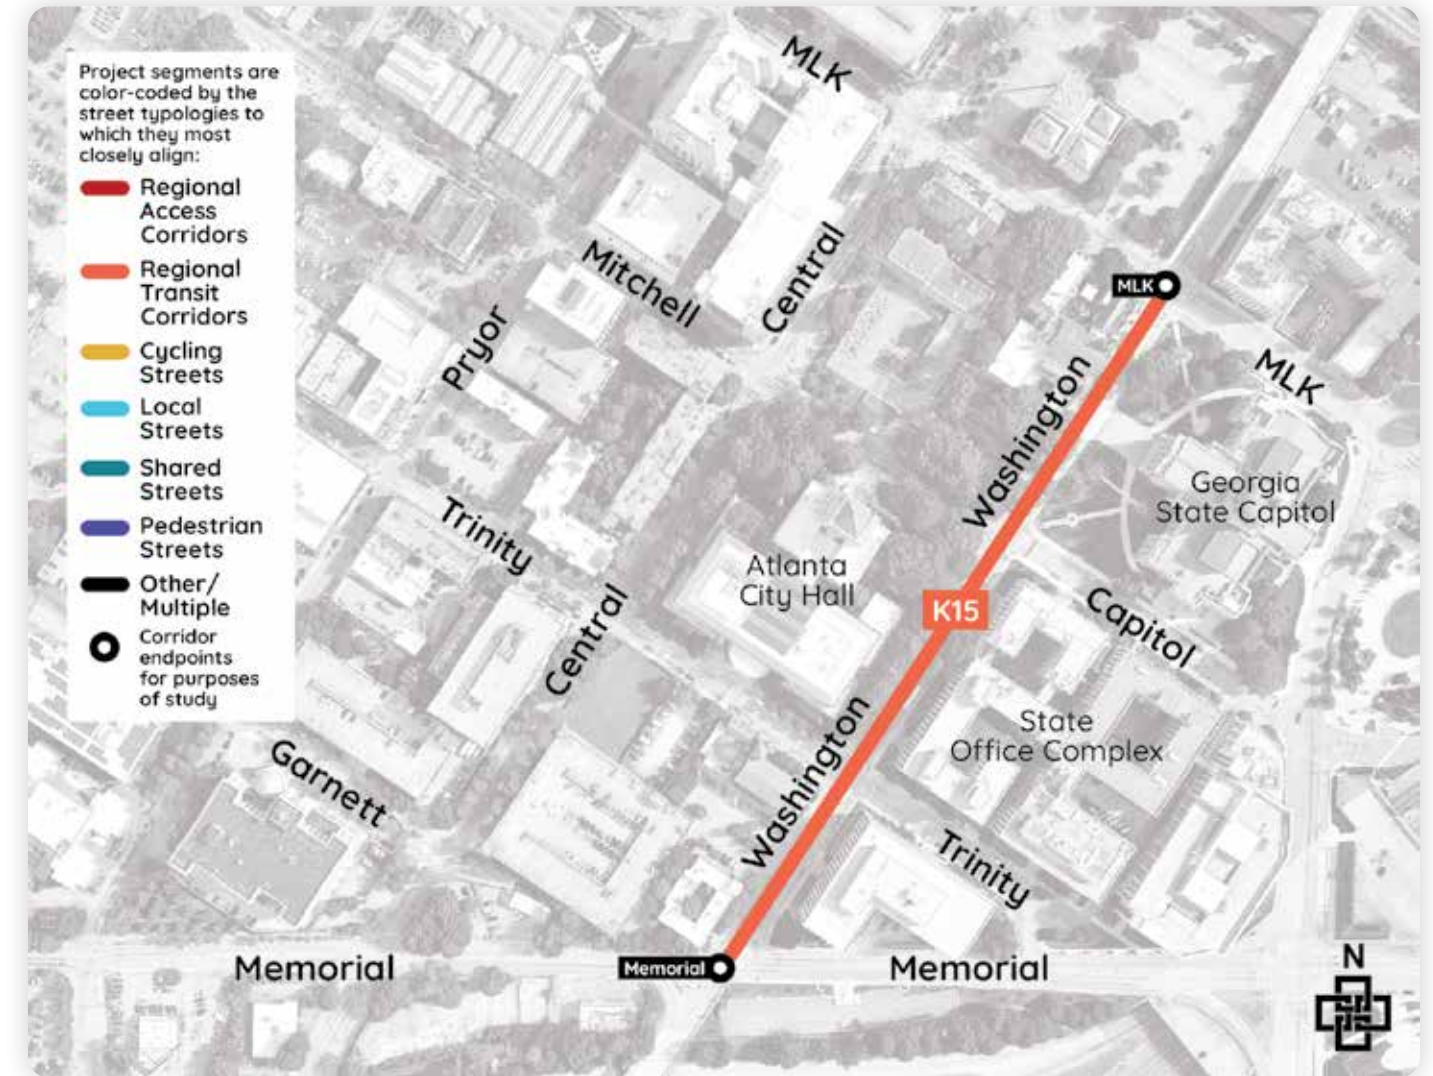 Project segments are
color-coded by the
street typologies to
which they most
closely align:
Regional
Access
Corridors
Regional
Transit
Corridors
Cycling
Streets
Local
Streets
Shared
Streets
Pedestrian
Streets
Other/
Multiple
Corridor
endpoints
for purposes
of study
MLK
Mitchell
Central
Pryor
MLK
MLK
Washington
Georgia
State Capitol
Trinity
Atlanta
City Hall
Central
K15
Capitol
State
Office Complex
Washington
Garnett
Trinity
Memorial
Memorial
Memorial
N